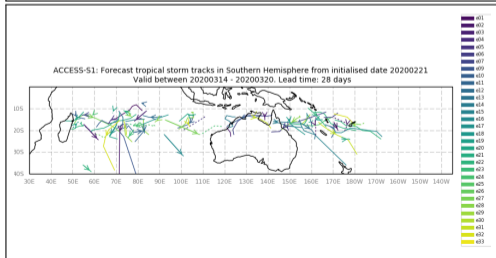 ACCESS-S1: Forecast tropical storm tracks in Southern Hemisphere from initialised date 20200221
Valid between 20200314 - 20200320. Lead time: 28 days
10S
20S
30S
40S
30E 40E 50E 60E 70E 80E 90E 100E 110E 120E 130E 140E 150E 160E 170E 180E 170W 160W 150W
e01
e02
e03
e04
e05
e06
e07
e09
e10
e11
e12
e13
e14
e15
e16
e17
e18
e19
e20
e21
e22
e23
e24
e25
e26
e27
e28
e29
e30
e31
e32
e33